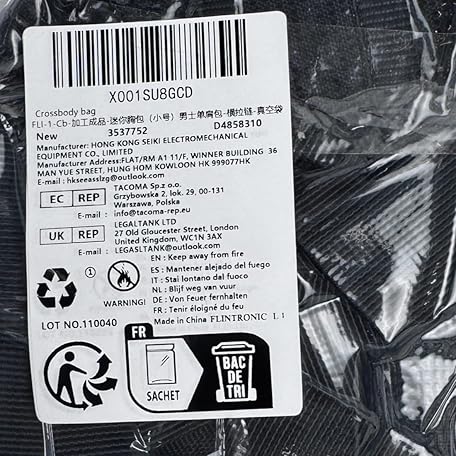 X001SU8GCD
Crossbody bag
FLI-1-Cb-加工成品-迷你胸包（小号）男士单肩包-横拉链-真空袋
New 3537752 D4858310
Manufacturer: HONG KONG SEIKI ELECTROMECHANICAL
EQUIPMENT CO., LIMITED
Manufacturer Address:FLAT/RM A1 11/F, WINNER BUILDING 36
MAN YUE STREET, HUNG HOM KOWLOON HK 999077HK
E-mail : hkseeasslzg@outlook.com
EC REP
TACOMA Sp.z o.o.
Grzybowska 2. lok. 29, 00-131
Warszawa, Polska
E-mail : info@tacoma-rep.eu
UK REP
LEGALTANK LTD
27 Old Gloucester Street, London
United Kingdom, WC1N 3AX
E-mail : LEGASLTANK@outlook.com
①
WARNING!
EN : Keep away from fire
ES : Mantener alejado del fuego
IT : Stai lontano dal fuoco
NL : Blijf weg van vuur
DE : Von Feuer fernhalten
FR : Tenir éloigné du feu
LOT NO.110040
Made in China FLINTRONIC L 1
FR
SACHET
BAC
DE
TRI